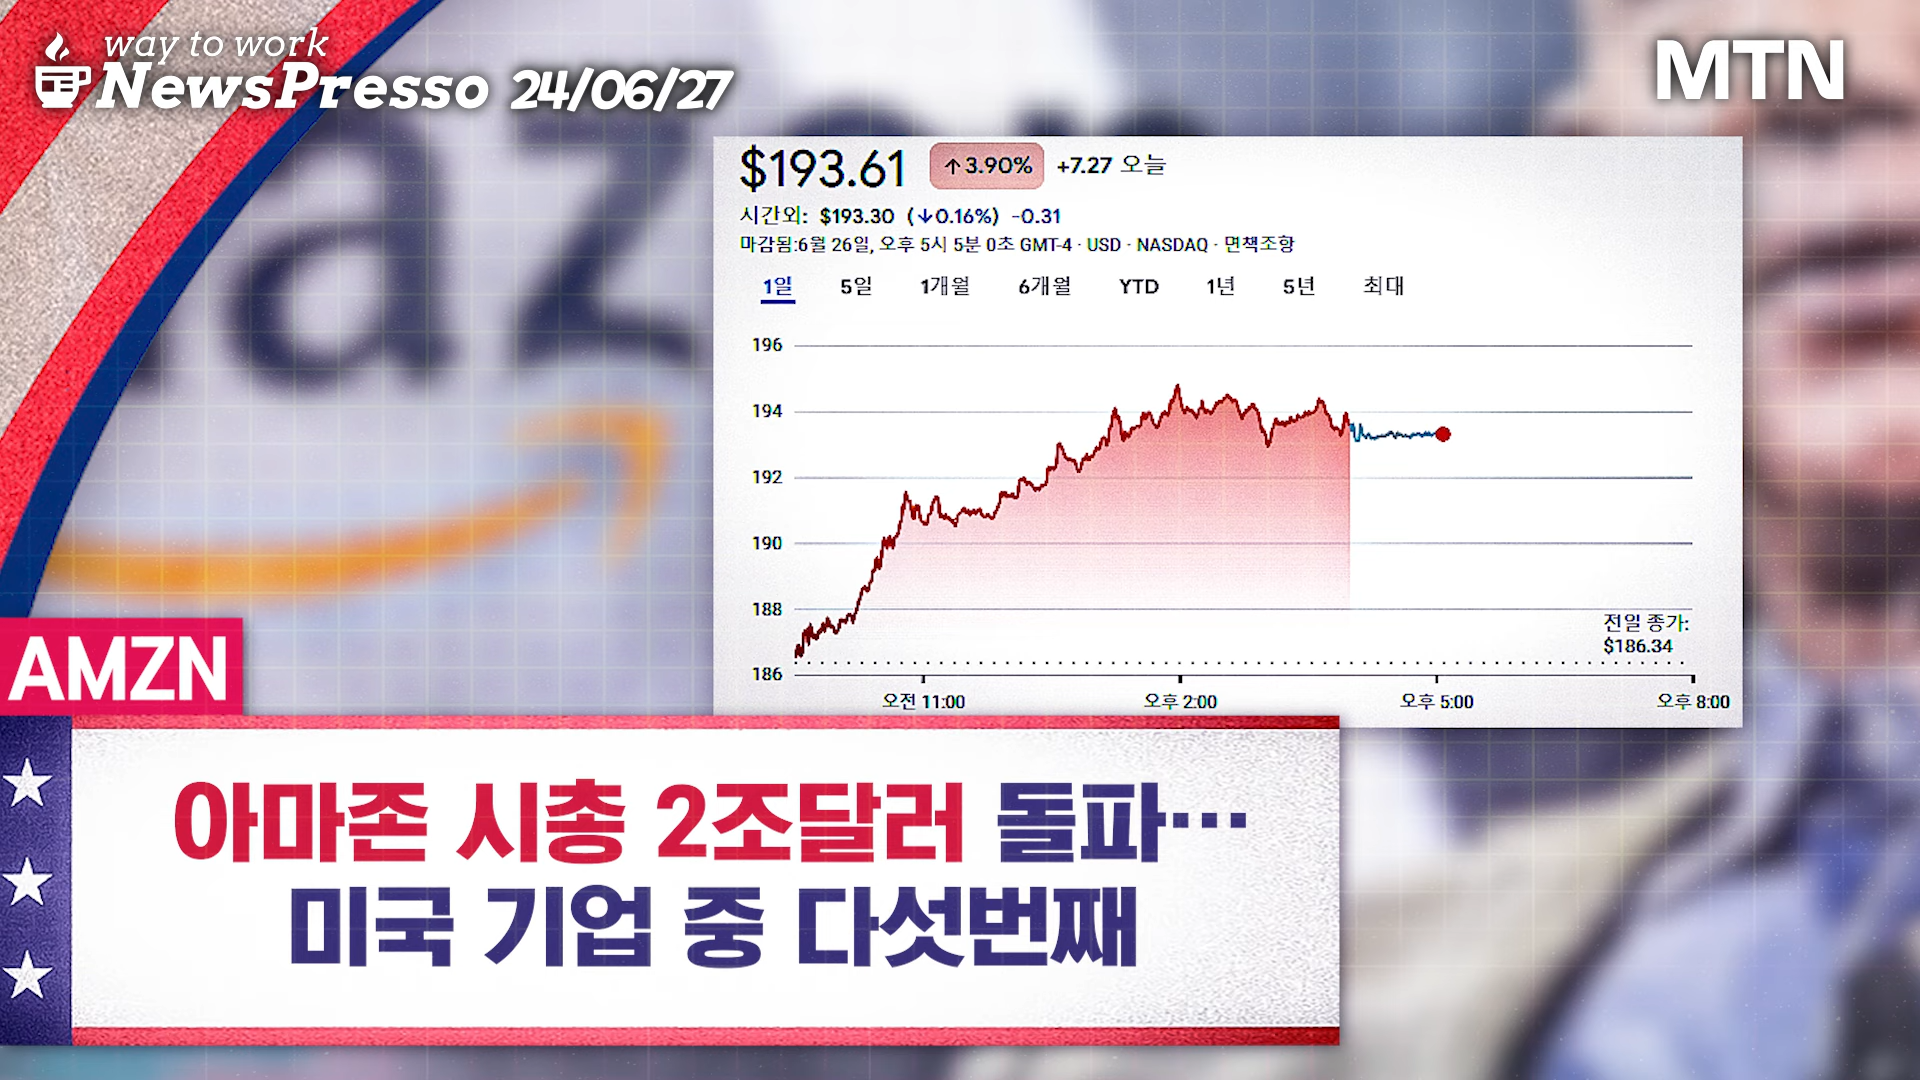 way to work
NewsPresso 24/06/27
MTN
azon
$193.61 ↑3.90% +7.27 오늘
시간외: $193.30 (↓0.16%) -0.31
마감됨:6월 26일, 오후 5시 5분 0초 GMT-4 · USD · NASDAQ · 면책조항
1일 5일 1개월 6개월 YTD 1년 5년 최대
196
194
192
190
188
186
전일 종가:
$186.34
오전 11:00 오후 2:00 오후 5:00 오후 8:00
AMZN
아마존 시총 2조달러 돌파…
미국 기업 중 다섯번째